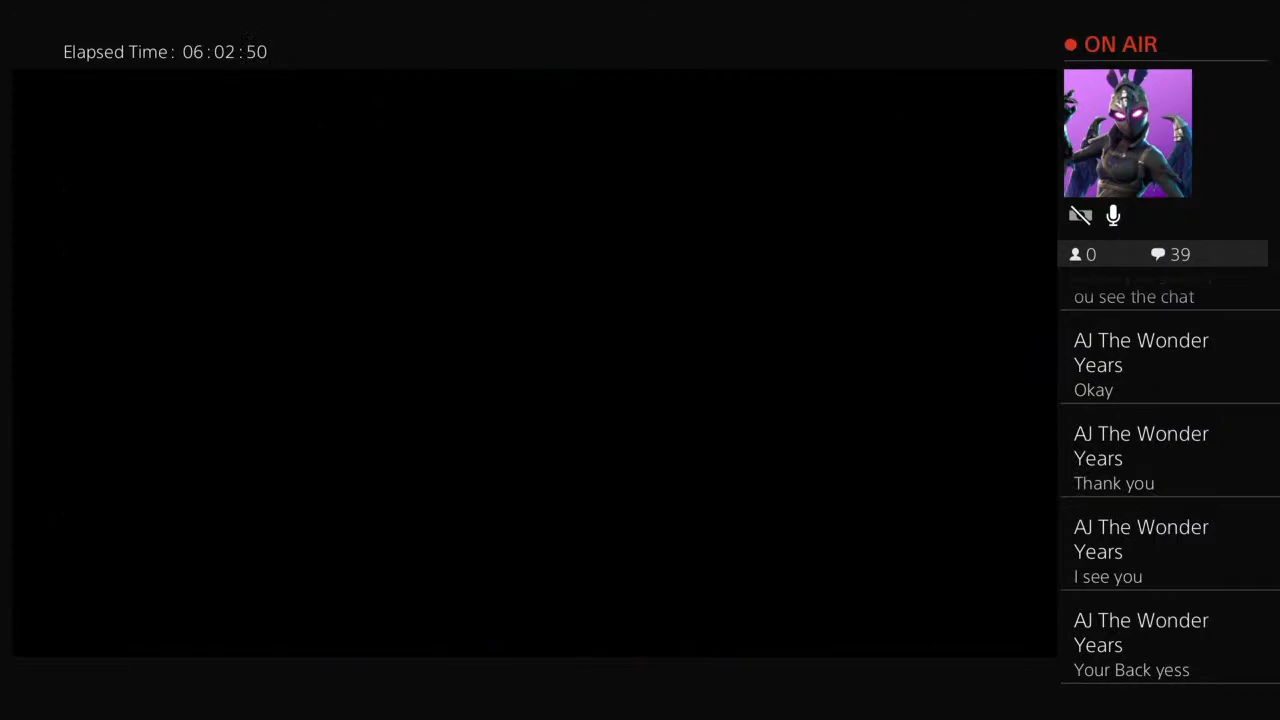 Elapsed Time: 06:02:50
ON AIR
0 39
ou see the chat
AJ The Wonder
Years
Okay
AJ The Wonder
Years
Thank you
AJ The Wonder
Years
I see you
AJ The Wonder
Years
Your Back yess